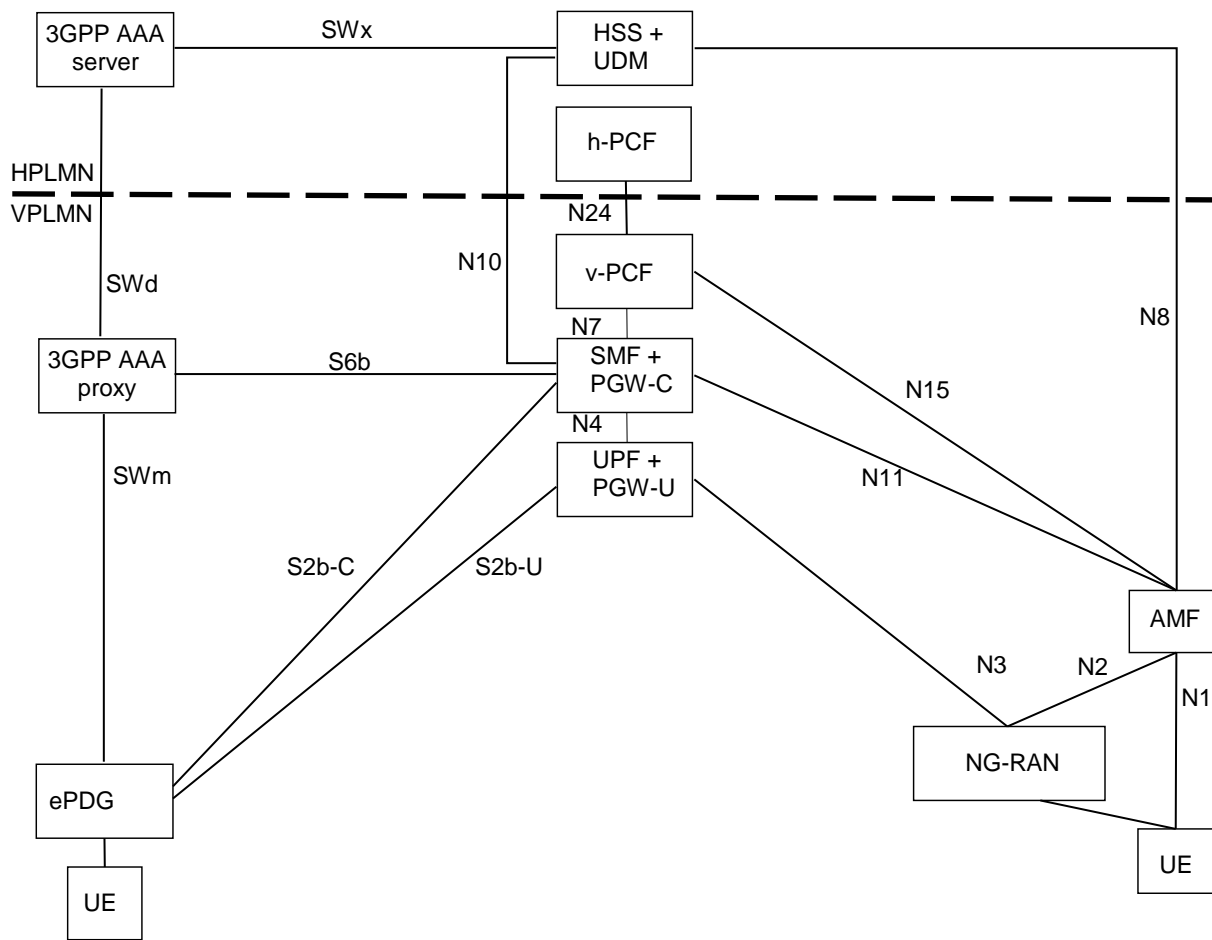 3GPP AAA
server
SWx
HSS +
UDM
h-PCF
HPLMN
VPLMN
N24
N10
v-PCF
SWd
N8
N7
3GPP AAA
proxy
S6b
SMF +
PGW-C
N15
N4
SWm
UPF +
PGW-U
N11
S2b-C
S2b-U
AMF
N3
N2
N1
NG-RAN
ePDG
UE
UE